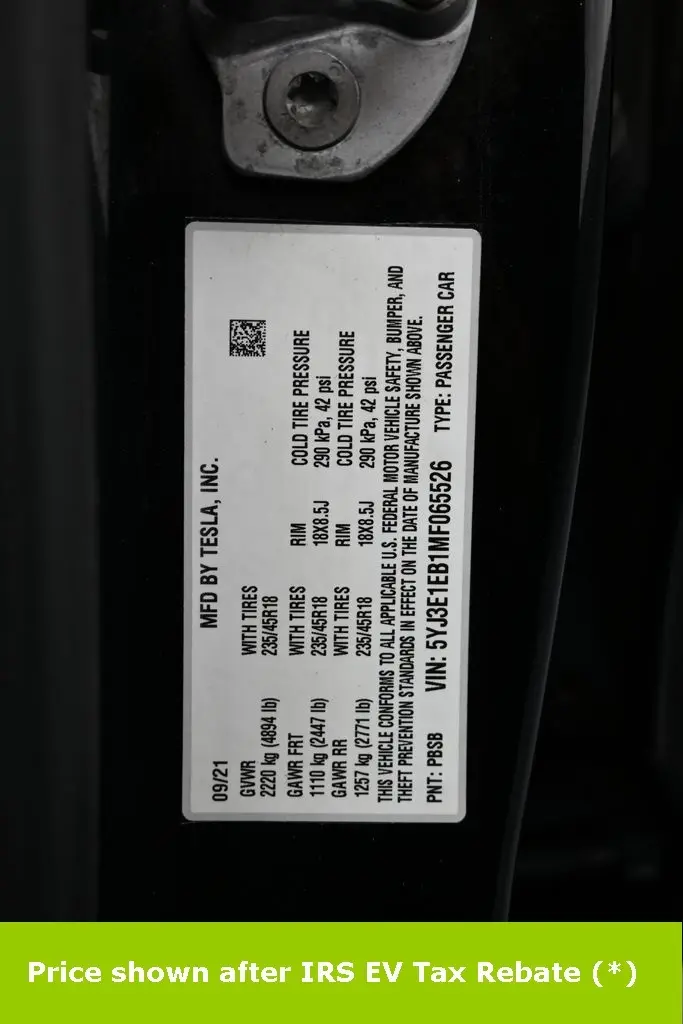 MFD BY TESLA, INC.
09/21
GVWR
2220 kg (4894 lb) WITH TIRES 235/45R18
GAWR FRT WITH TIRES RIM COLD TIRE PRESSURE
1110 kg (2447 lb) 235/45R18 18X8.5J 290 kPa, 42 psi
GAWR RR WITH TIRES RIM COLD TIRE PRESSURE
1257 kg (2771 lb) 235/45R18 18X8.5J 290 kPa, 42 psi
THIS VEHICLE CONFORMS TO ALL APPLICABLE U.S. FEDERAL MOTOR VEHICLE SAFETY, BUMPER, AND
THEFT PREVENTION STANDARDS IN EFFECT ON THE DATE OF MANUFACTURE SHOWN ABOVE.
PNT: PBSB VIN: 5YJ3E1EB1MF065526 TYPE: PASSENGER CAR
Price shown after IRS EV Tax Rebate (*)